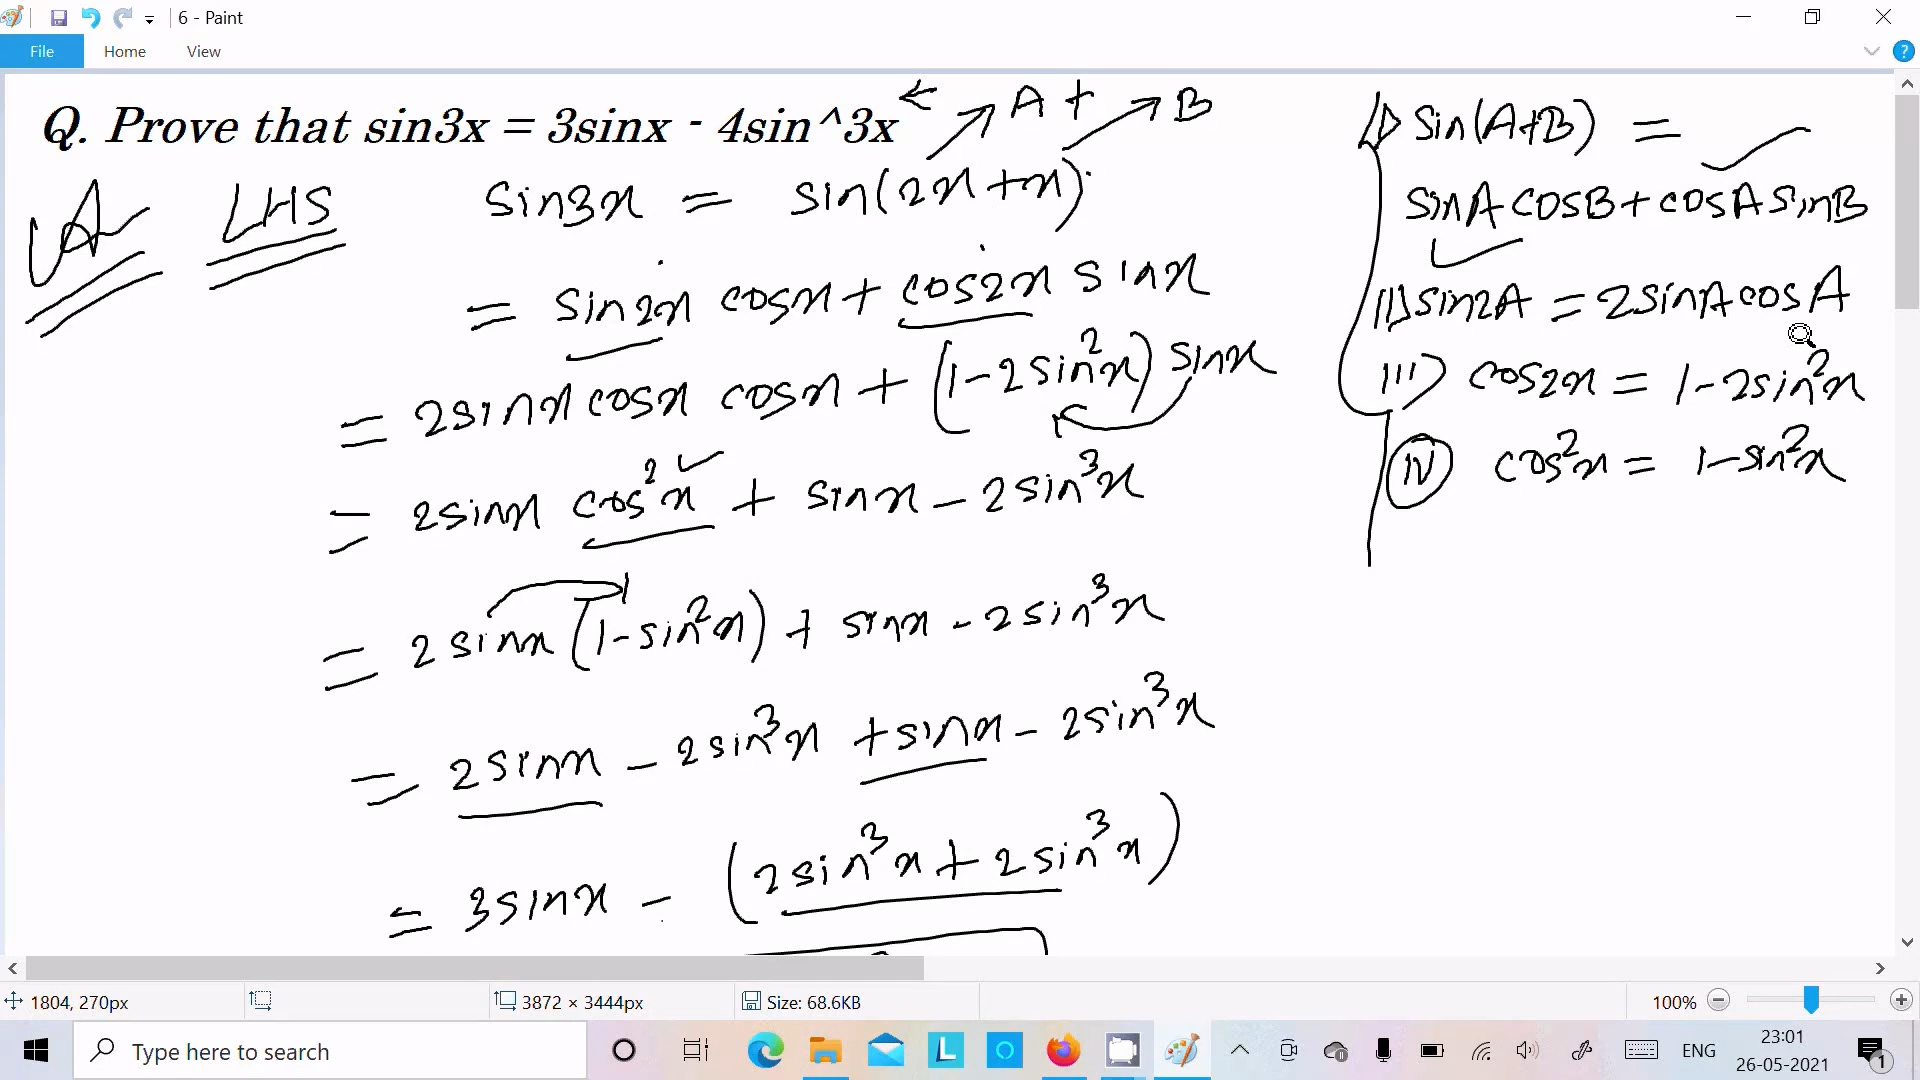 6 - Paint
File Home View
Q. Prove that sin3x = 3sinx - 4sin^3x
← A + B
A LHS sin3x = sin(2x+x)
= sin2x cosx + cos2x sinx
= 2sinx cosx cosx + (1-2sin²x) sinx
= 2sinx cos²x + sinx - 2sin³x
= 2sinx (1-sin²x) + sinx - 2sin³x
= 2sinx - 2sin³x + sinx - 2sin³x
= 3sinx - (2sin³x + 2sin³x)
I) sin(A+B) =
sinA cosB + cosA sinB
II) sin2A = 2sinA cosA
III) cos2x = 1-2sin²x
IV cos²x = 1-sin²x
1804, 270px 3872 × 3444px Size: 68.6KB 100%
Type here to search L ENG 23:01
26-05-2021 1